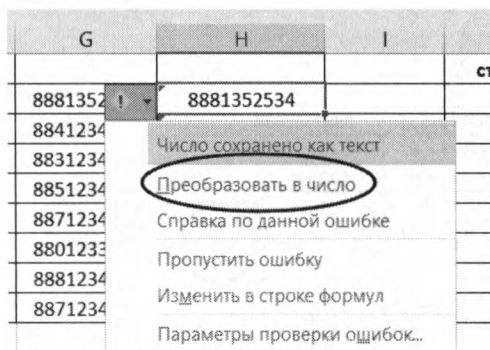 G H I
ст
8881352 ! 8881352534
8841234
Число сохранено как текст
8831234
Преобразовать в число
8851234
8871234
Справка по данной ошибке
8801233
Пропустить ошибку
8881234
Изменить в строке формул
8871234
Параметры проверки ошибок...